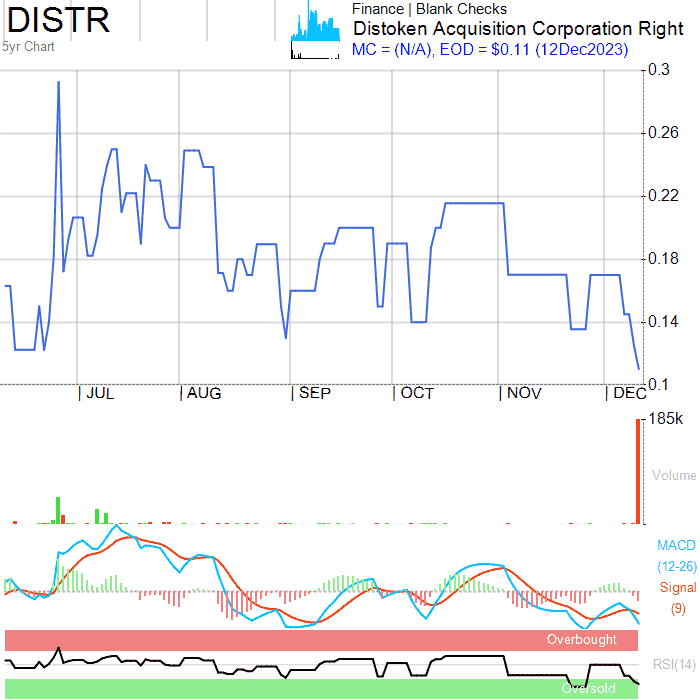 DISTR
5yr Chart
Finance | Blank Checks
Distoken Acquisition Corporation Right
MC = (N/A), EOD = $0.11 (12Dec2023)
0.3
0.26
0.22
0.18
0.14
0.1
JUL
AUG
SEP
OCT
NOV
DEC
185k
Volume
MACD
(12-26)
Signal
(9)
Overbought
RSI(14)
Oversold